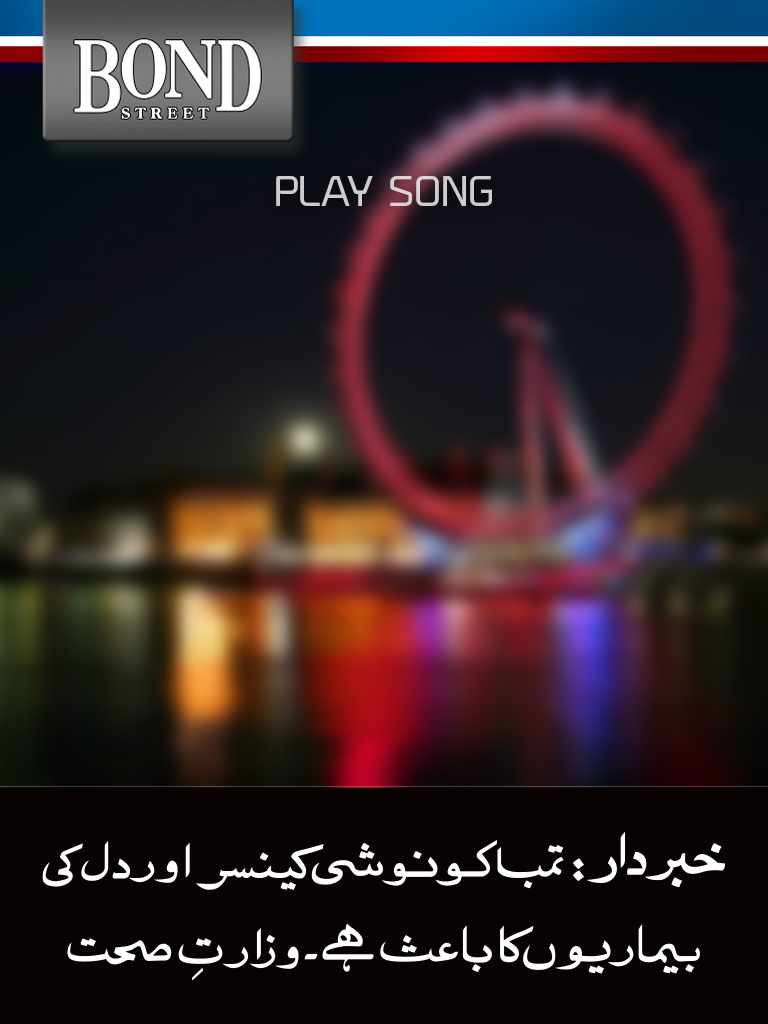 BOND
STREET
PLAY SONG
خبردار: تمباکو نوشی کینسر اور دل کی
بیماریوں کا باعث ہے۔ وزارتِ صحت